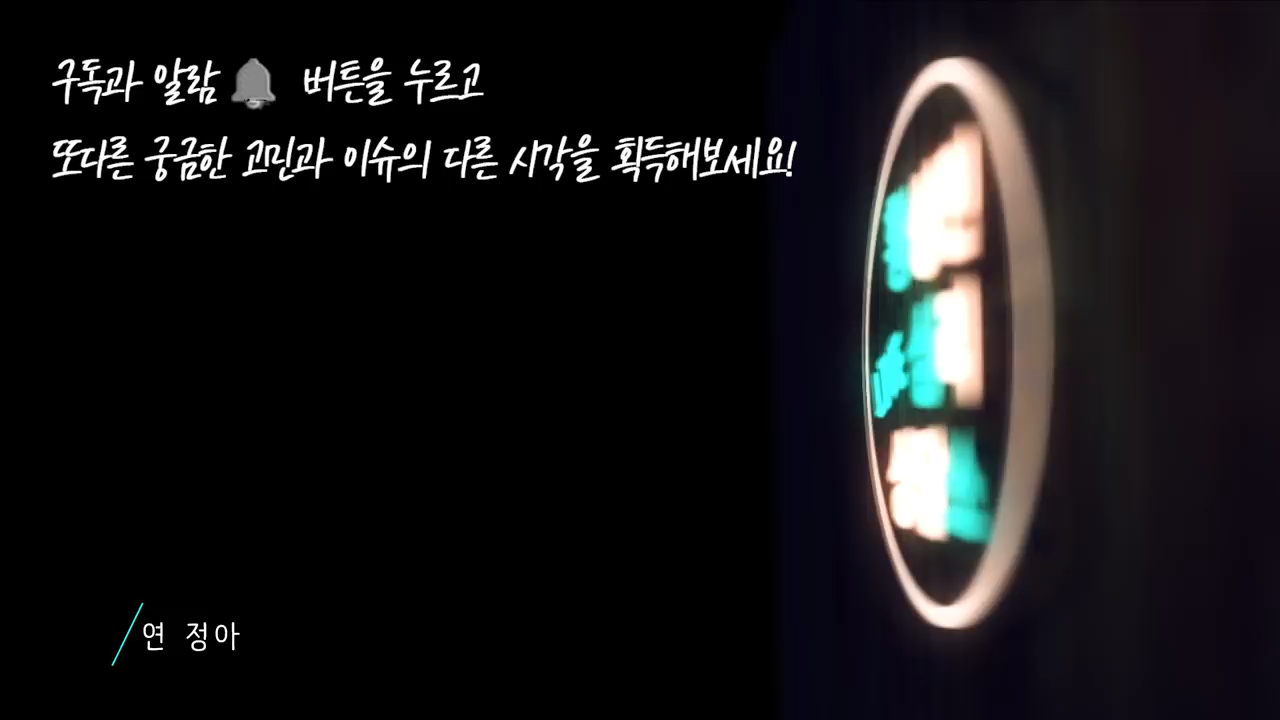 구독과 알람 🔔 버튼을 누르고
또다른 궁금한 고민과 이슈의 다른 시각을 획득해보세요!
연 정아